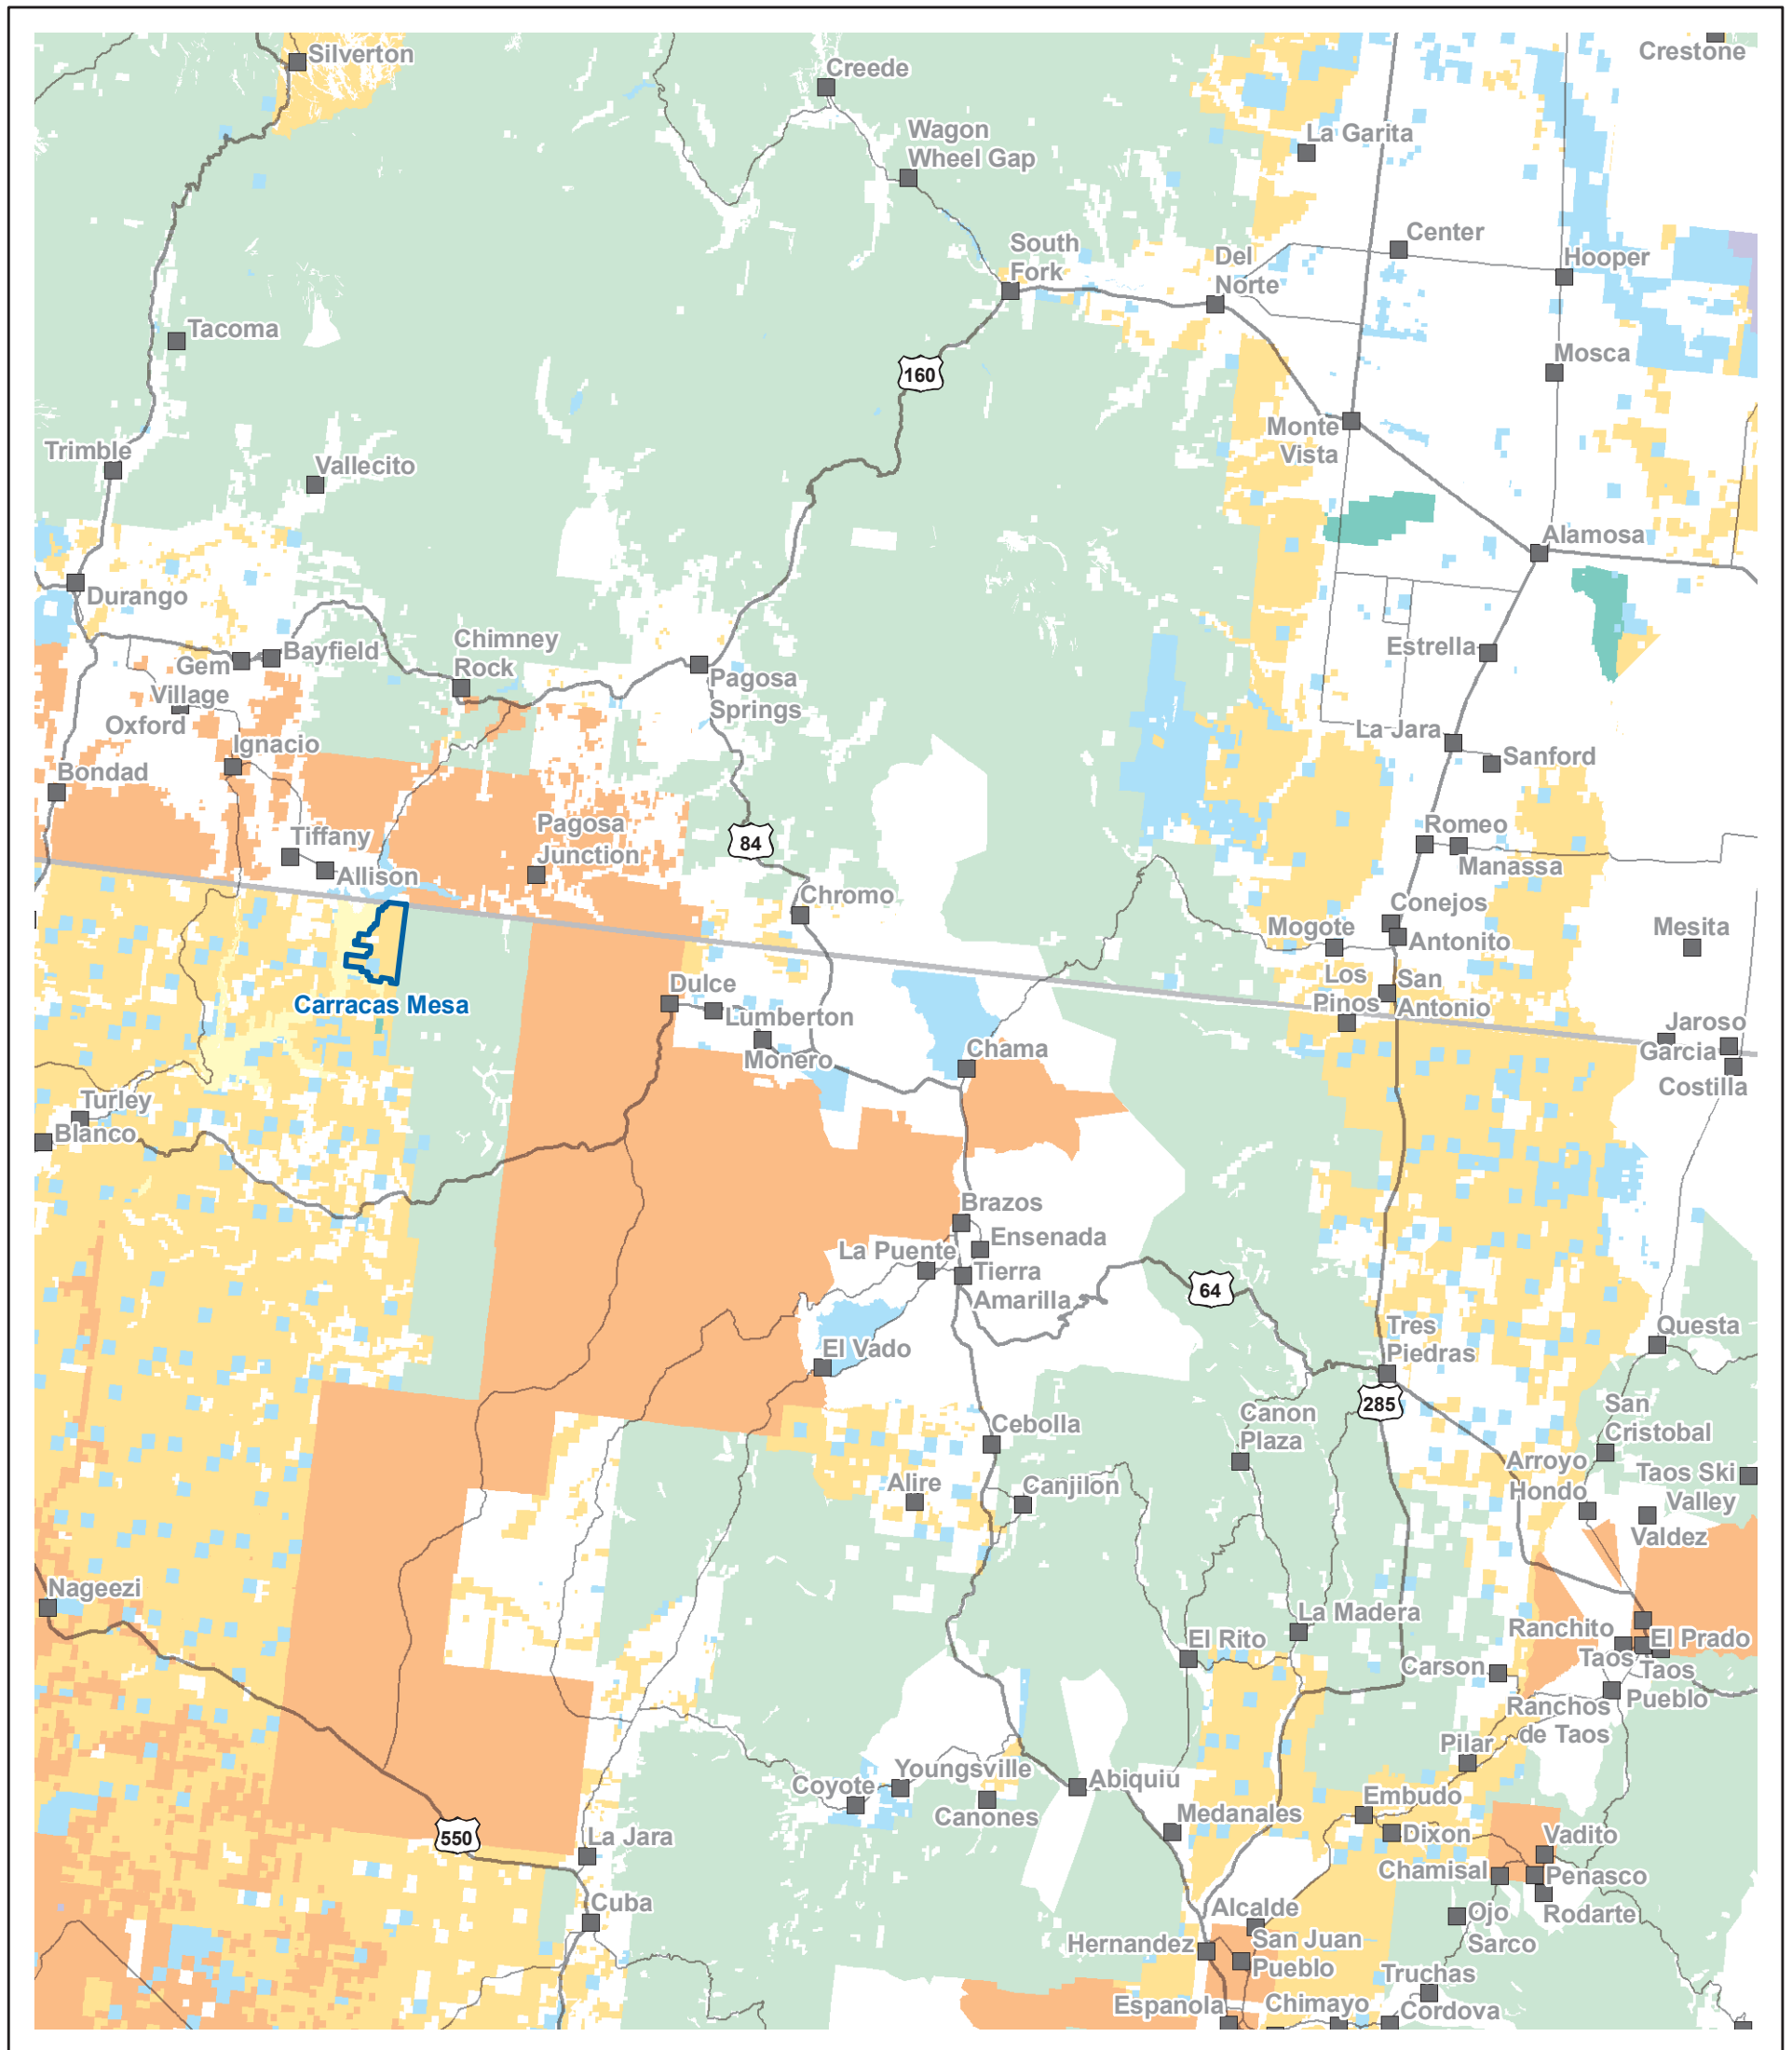 Silverton
Creede
Crestone
Wagon
Wheel Gap
La Garita
South
Fork
Del
Norte
Center
Hooper
Tacoma
160
Mosca
Monte
Vista
Trimble
Vallecito
Alamosa
Durango
Chimney
Rock
Gem
Village
Bayfield
Pagosa
Springs
Estrella
Oxford
Ignacio
La Jara
Sanford
Bondad
Tiffany
Allison
Pagosa
Junction
84
Romeo
Manassa
Chromo
Conejos
Antonito
Mogote
Mesita
Carracas Mesa
Dulce
Lumberton
Monero
Los
Pinos
San
Antonio
Chama
Jaroso
Garcia
Costilla
Turley
Blanco
Brazos
Ensenada
La Puente
Tierra
Amarilla
64
El Vado
Tres
Piedras
285
Questa
Cebolla
Canon
Plaza
San
Cristobal
Alire
Canjilon
Arroyo
Hondo
Taos Ski
Valley
Valdez
Nageezi
La Madera
El Rito
Ranchito
El Prado
Taos
Taos
Pueblo
Carson
Ranchos
de Taos
Pilar
Coyote
Youngsville
Canones
Abiquiu
Medanales
Embudo
Dixon
Vadito
Chamisal
Penasco
Rodarte
550
La Jara
Cuba
Alcalde
Ojo
Sarco
Hernandez
San Juan
Pueblo
Truchas
Espanola
Chimayo
Cordova